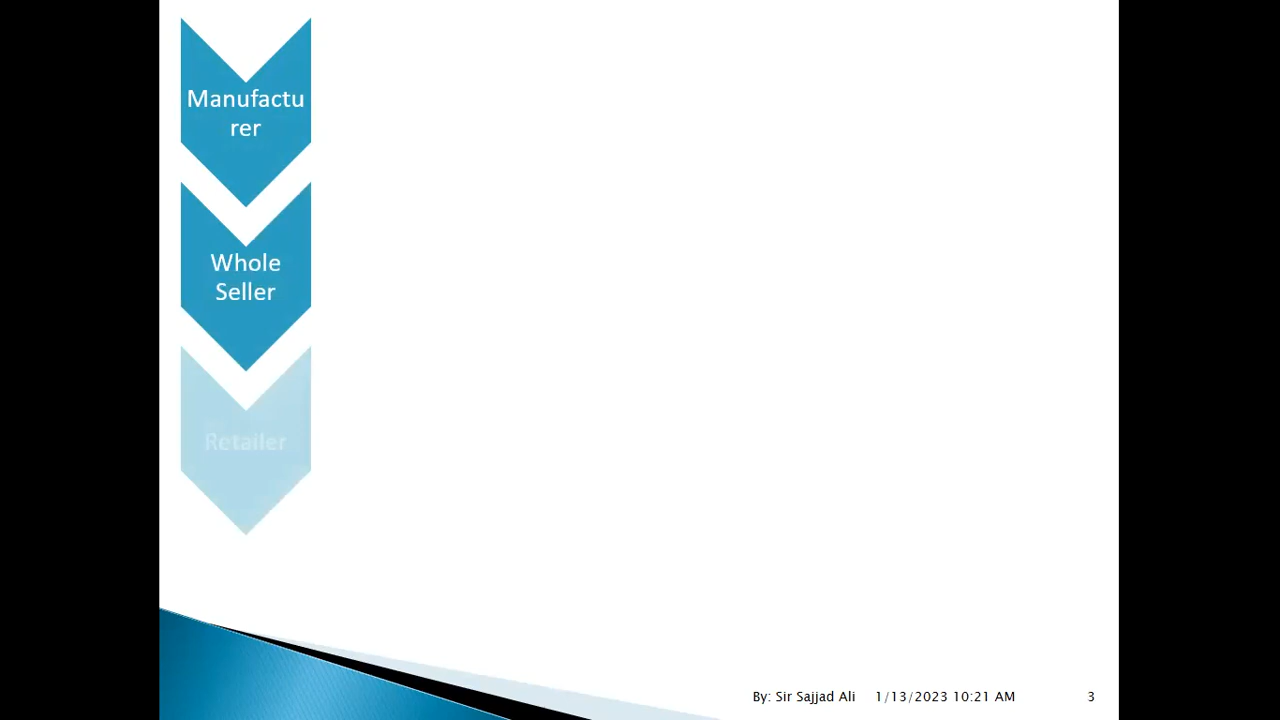 Manufactu
rer
Whole
Seller
Retailer
By: Sir Sajjad Ali 1/13/2023 10:21 AM 3